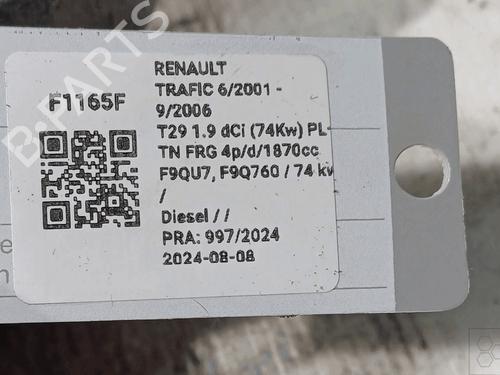 B-PARTS
F1165F
RENAULT
TRAFIC 6/2001 -
9/2006
T29 1.9 dCi (74Kw) PL-
TN FRG 4p/d/1870cc
F9QU7, F9Q760 / 74 kv
/
Diesel / /
PRA: 997/2024
2024-08-08